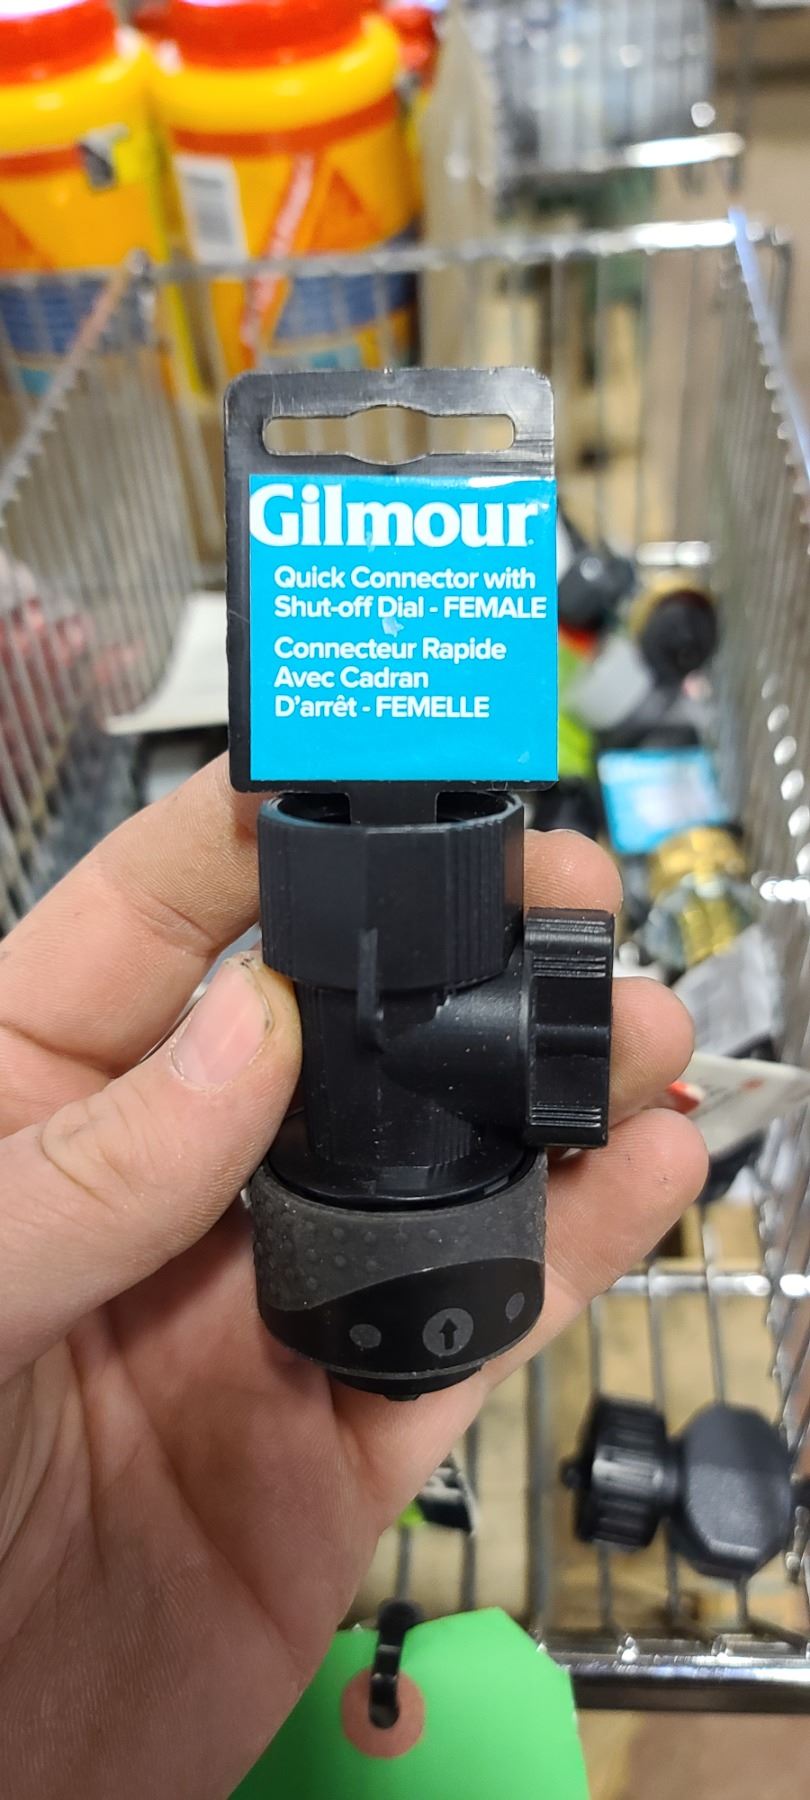 Gilmour
Quick Connector with
Shut-off Dial - FEMALE
Connecteur Rapide
Avec Cadran
D'arrêt - FEMELLE